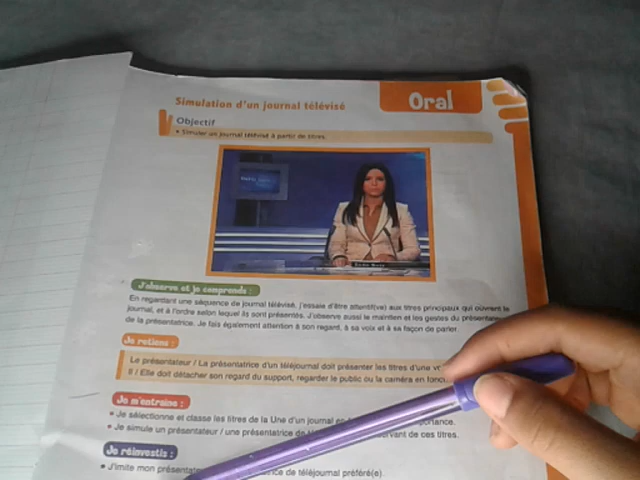 Simulation d'un journal télévisé
Oral
Objectif
• Simuler un journal télévisé à partir de titres.
J'observe et je comprends :
En regardant une séquence de journal télévisé, j'essaie d'être attentif(ve) aux titres principaux qui ouvrent le
journal, et à l'ordre selon lequel ils sont présentés. J'observe aussi le maintien et les gestes du
de la présentatrice. Je fais également attention à son regard, à sa voix et à sa façon de parler.
Je retiens :
Le présentateur / La présentatrice d'un téléjournal doit présenter les titres d'une
Il / Elle doit détacher son regard du support, regarder le public ou la caméra en
Je m'entraîne :
• Je sélectionne et classe les titres de la Une d'un journal
• Je simule un présentateur / une présentatrice de servant de ces titres.
Je réinvestis :
• J'imite mon de téléjournal préféré(e).